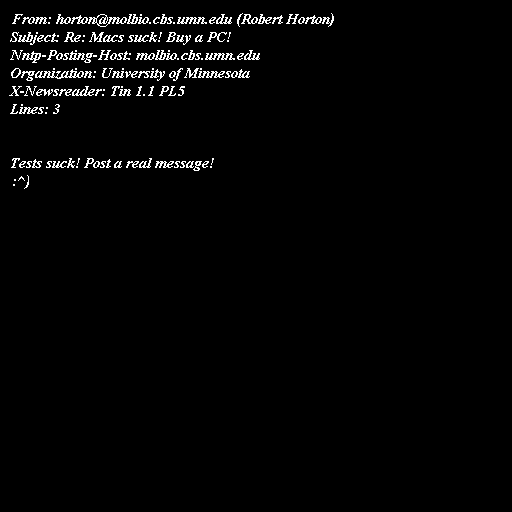 From: horton@molbio.cbs.umn.edu (Robert Horton)
Subject: Re: Macs suck! Buy a PC!
Nntp-Posting-Host: molbio.cbs.umn.edu
Organization: University of Minnesota
X-Newsreader: Tin 1.1 PL5
Lines: 3

Tests suck! Post a real message!
:^)